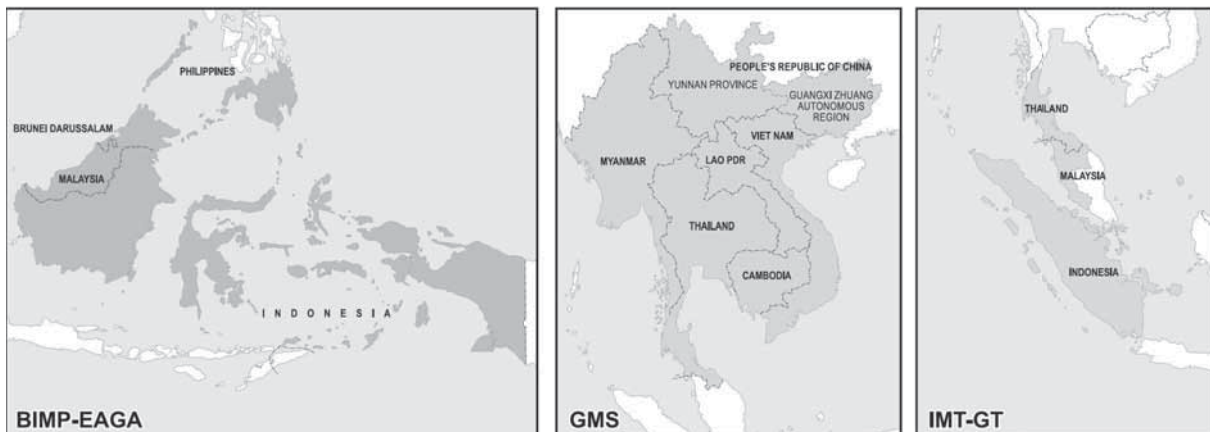 PHILIPPINES
BRUNEI DARUSSALAM
MALAYSIA
INDONESIA
BIMP-EAGA
PEOPLE'S REPUBLIC OF CHINA
YUNNAN PROVINCE
GUANGXI ZHUANG
AUTONOMOUS
REGION
VIET NAM
MYANMAR
LAO PDR
THAILAND
CAMBODIA
GMS
THAILAND
MALAYSIA
INDONESIA
IMT-GT